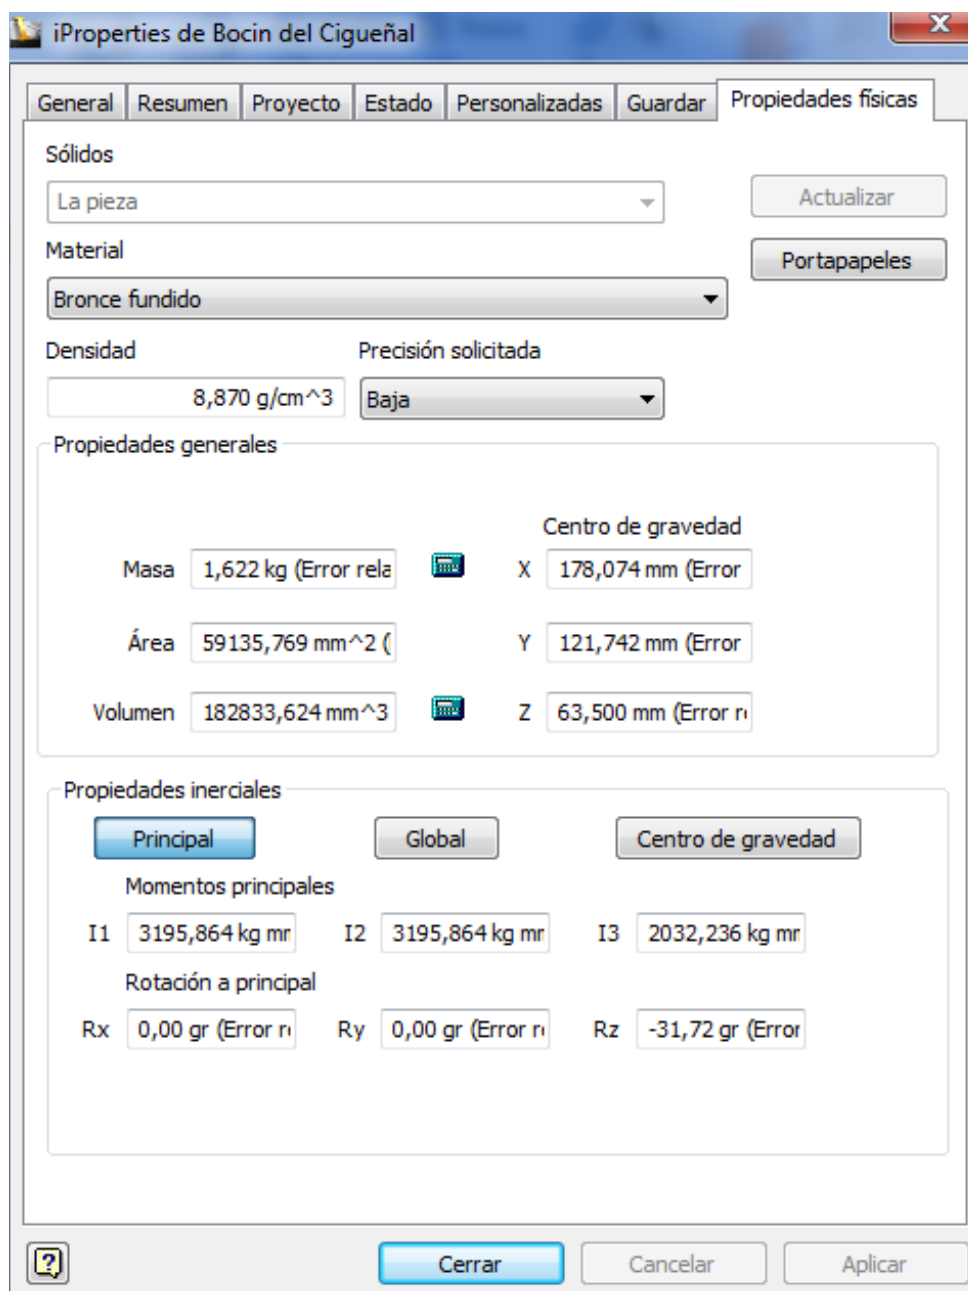 iProperties de Bocin del Cigueñal
X
General Resumen Proyecto Estado Personalizadas Guardar Propiedades físicas
Sólidos
La pieza
Actualizar
Material
Portapapeles
Bronce fundido
Densidad Precisión solicitada
8,870 g/cm^3 Baja
Propiedades generales
Centro de gravedad
Masa 1,622 kg (Error rela X 178,074 mm (Error
Área 59135,769 mm^2 ( Y 121,742 mm (Error
Volumen 182833,624 mm^3 Z 63,500 mm (Error r
Propiedades inerciales
Principal Global Centro de gravedad
Momentos principales
I1 3195,864 kg mr I2 3195,864 kg mr I3 2032,236 kg mr
Rotación a principal
Rx 0,00 gr (Error r Ry 0,00 gr (Error r Rz -31,72 gr (Error
? Cerrar Cancelar Aplicar